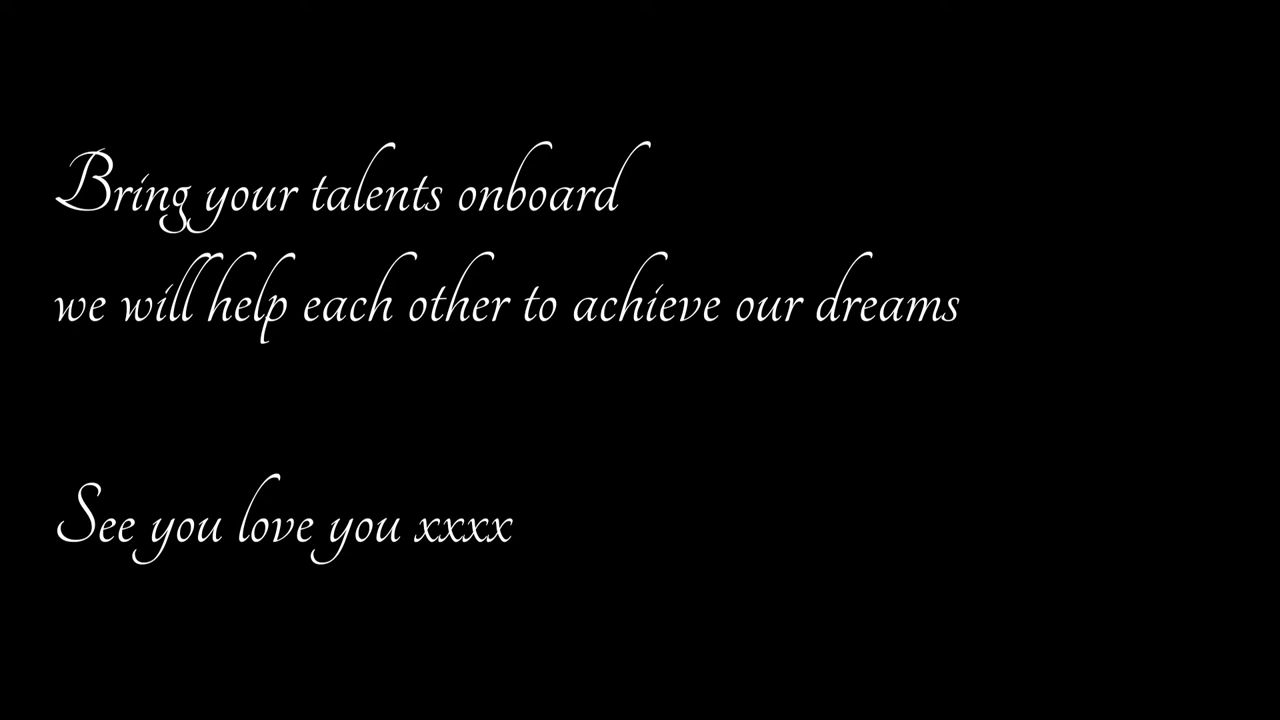 Bring your talents onboard
we will help each other to achieve our dreams
See you love you xxxx